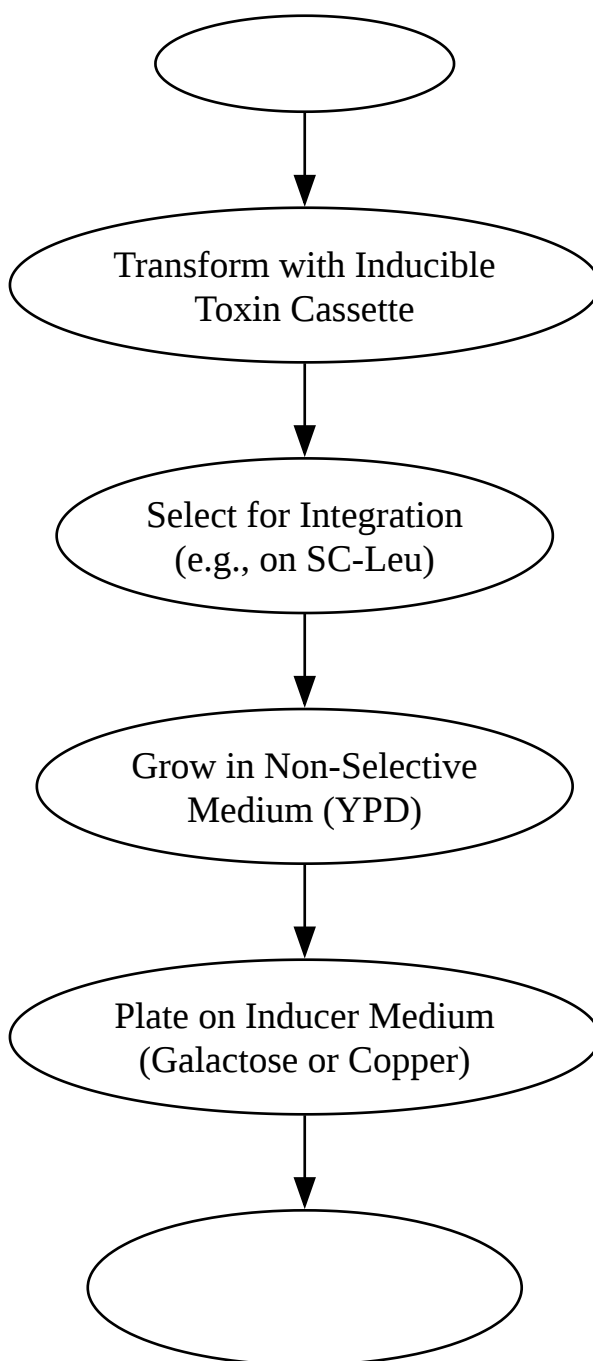 Transform with Inducible
Toxin Cassette
Select for Integration
(e.g., on SC-Leu)
Grow in Non-Selective
Medium (YPD)
Plate on Inducer Medium
(Galactose or Copper)